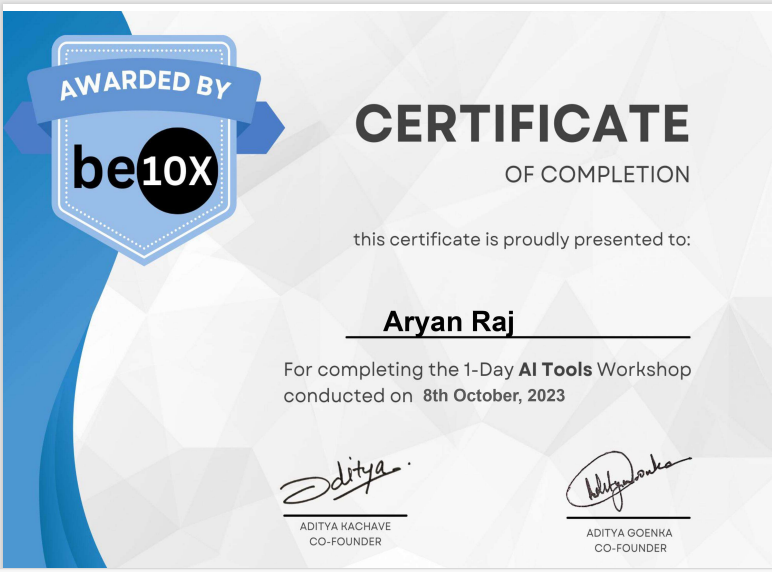 AWARDED BY
be10X
CERTIFICATE
OF COMPLETION
this certificate is proudly presented to:
Aryan Raj
For completing the 1-Day AI Tools Workshop
conducted on 8th October, 2023
Aditya
AdityaGoenka
ADITYA KACHAVE
CO-FOUNDER
ADITYA GOENKA
CO-FOUNDER